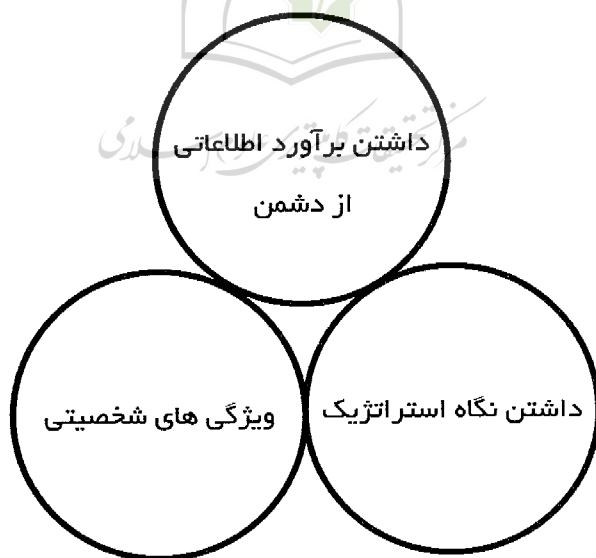 داشتن برآورد اطلاعاتی
از دشمن
داشتن نگاه استراتژیک
ویژگی های شخصیتی